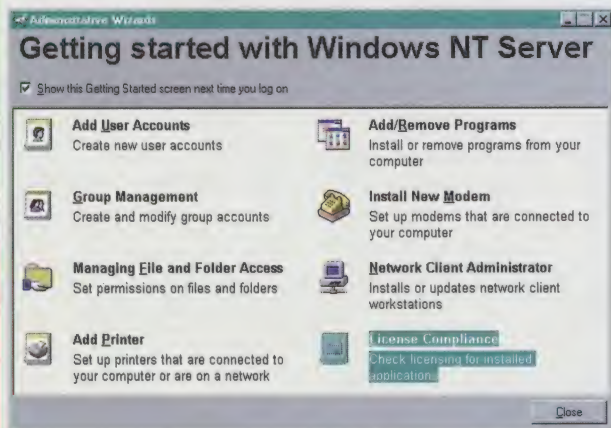 Administrative Wizards
Getting started with Windows NT Server
Show this Getting Started screen next time you log on
Add User Accounts
Create new user accounts
Group Management
Create and modify group accounts
Managing File and Folder Access
Set permissions on files and folders
Add Printer
Set up printers that are connected to
your computer or are on a network
Add/Remove Programs
Install or remove programs from your
computer
Install New Modem
Set up modems that are connected to
your computer
Network Client Administrator
Installs or updates network client
workstations
License Compliance
Check licensing for installed
applications
Close